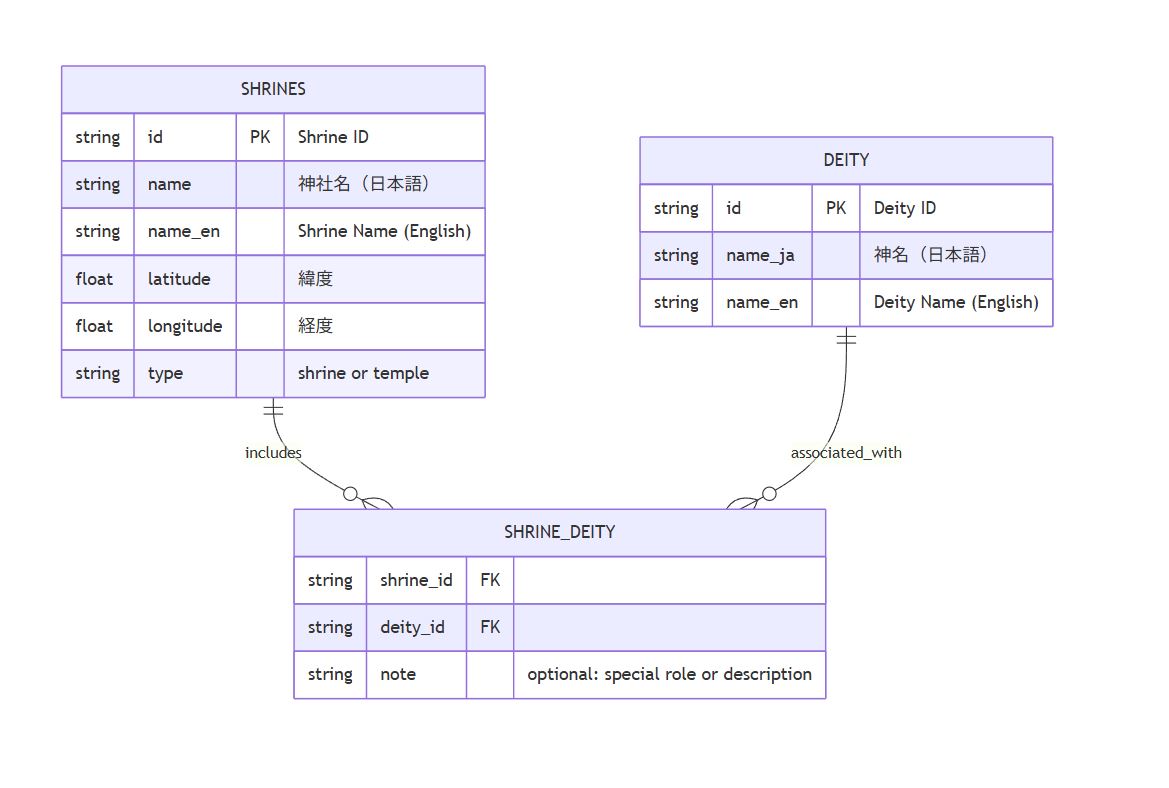 SHRINES
string id PK Shrine ID
string name 神社名（日本語）
string name_en Shrine Name (English)
float latitude 緯度
float longitude 経度
string type shrine or temple
DEITY
string id PK Deity ID
string name_ja 神名（日本語）
string name_en Deity Name (English)
includes
associated_with
SHRINE_DEITY
string shrine_id FK
string deity_id FK
string note optional: special role or description